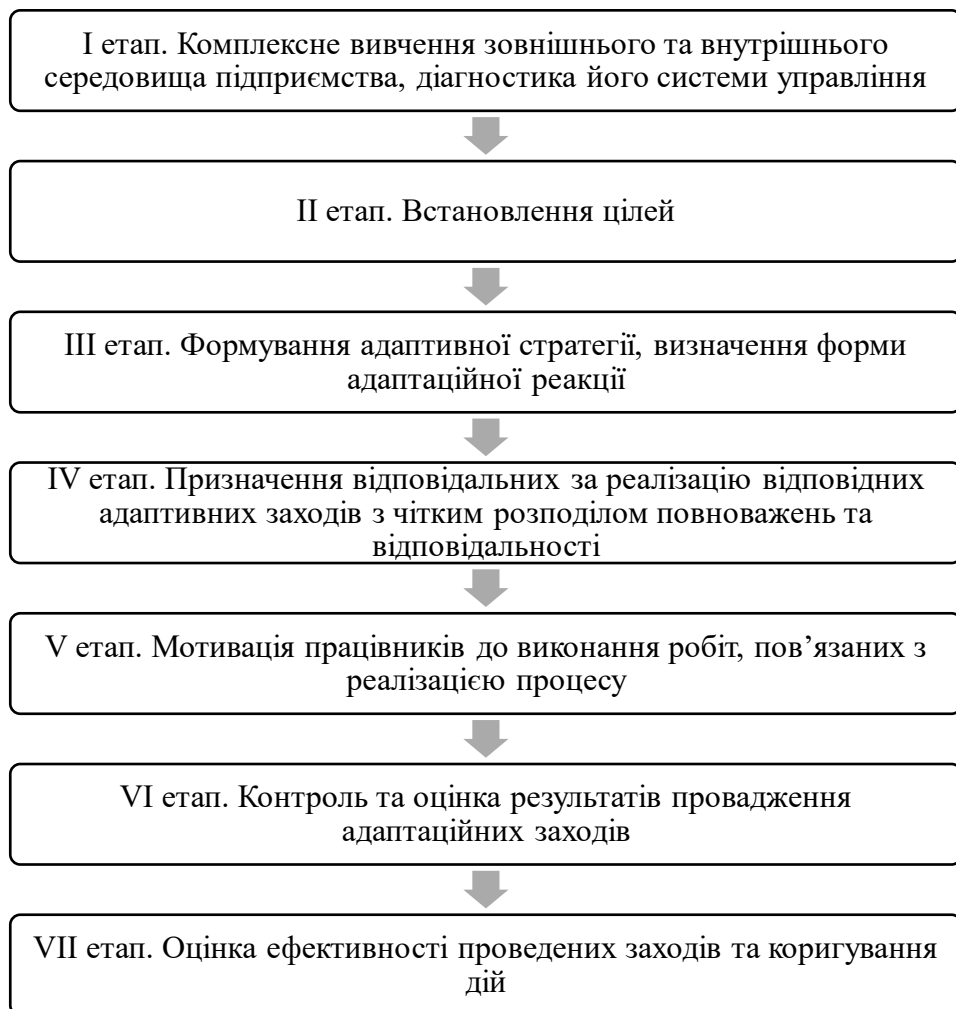 I етап. Комплексне вивчення зовнішнього та внутрішнього
середовища підприємства, діагностика його системи управління
II етап. Встановлення цілей
III етап. Формування адаптивної стратегії, визначення форми
адаптаційної реакції
IV етап. Призначення відповідальних за реалізацію відповідних
адаптивних заходів з чітким розподілом повноважень та
відповідальності
V етап. Мотивація працівників до виконання робіт, пов’язаних з
реалізацією процесу
VI етап. Контроль та оцінка результатів провадження
адаптаційних заходів
VII етап. Оцінка ефективності проведених заходів та коригування
дій